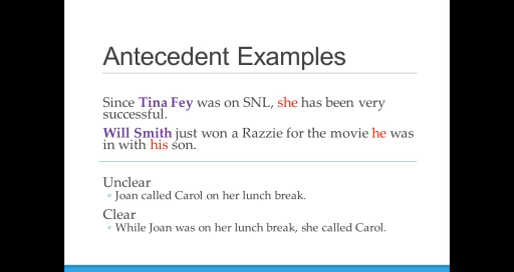 Antecedent Examples
Since Tina Fey was on SNL, she has been very
successful.
Will Smith just won a Razzie for the movie he was
in with his son.
Unclear
◦ Joan called Carol on her lunch break.
Clear
◦ While Joan was on her lunch break, she called Carol.